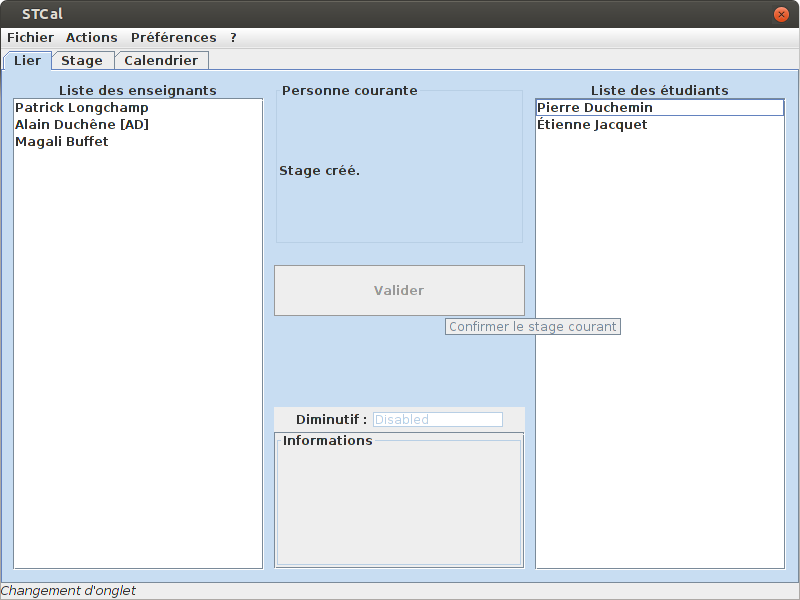 STCal
Fichier Actions Préférences ?
Lier Stage Calendrier
Liste des enseignants
Patrick Longchamp
Alain Duchêne [AD]
Magali Buffet
Personne courante
Stage créé.
Valider
Confirmer le stage courant
Diminutif : Disabled
Informations
Liste des étudiants
Pierre Duchemin
Étienne Jacquet
Changement d'onglet